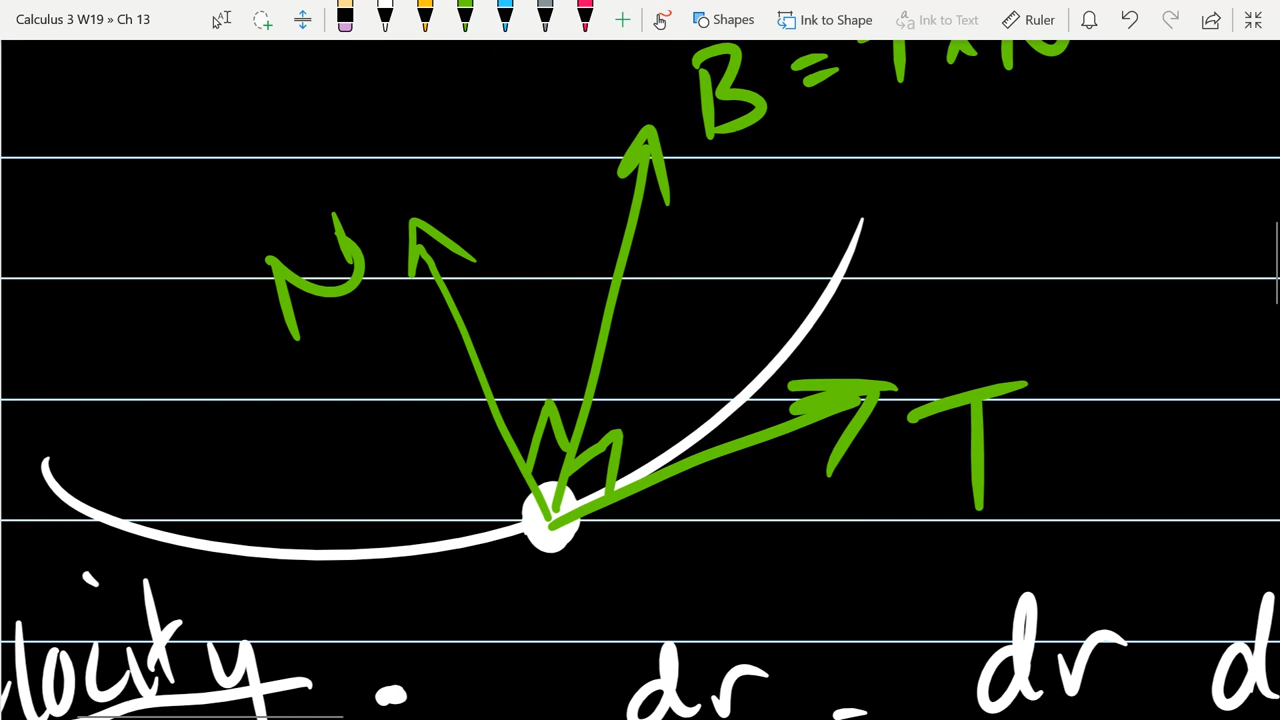 Calculus 3 W19 » Ch 13
Shapes
Ink to Shape
Ink to Text
Ruler
B = T x N
N
T
locity
dr = dr d